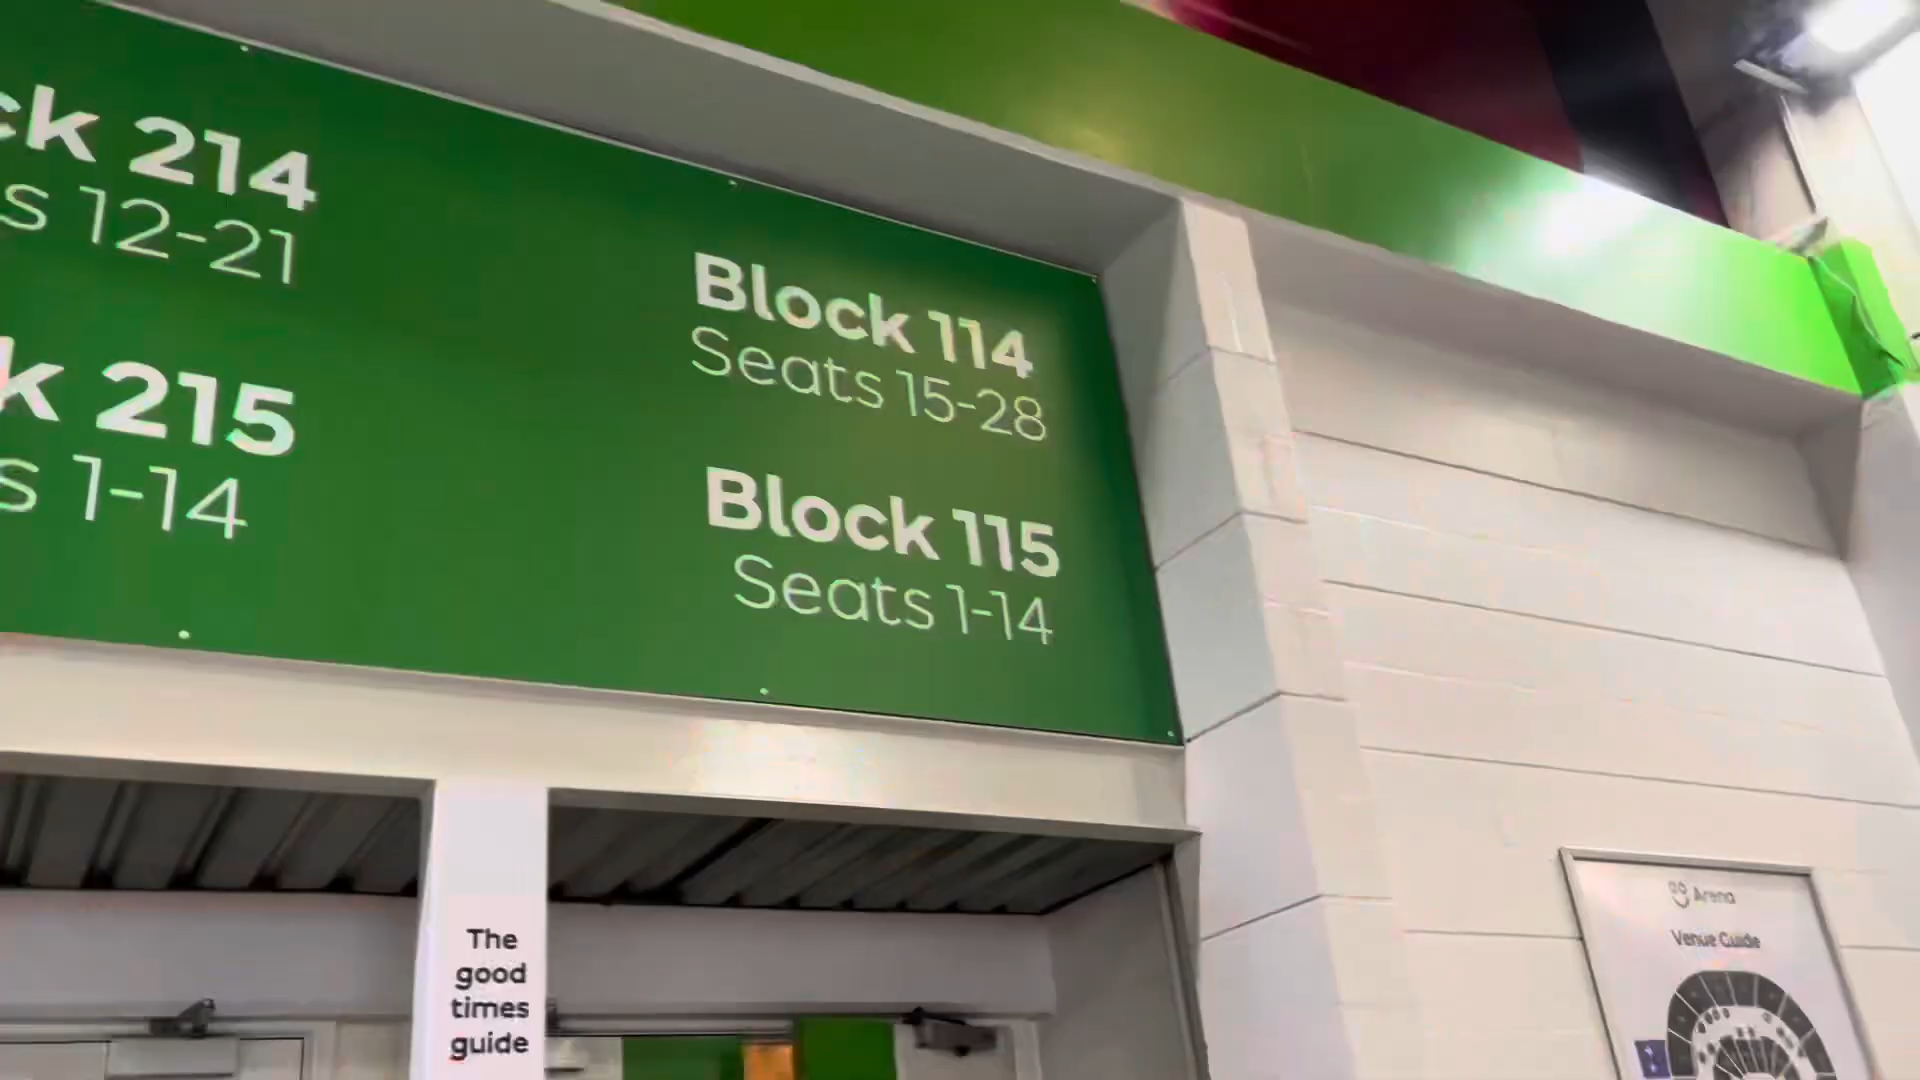 ck 214
s 12-21
k 215
s 1-14
Block 114
Seats 15-28
Block 115
Seats 1-14
The
good
times
guide
Arena
Venue Guide